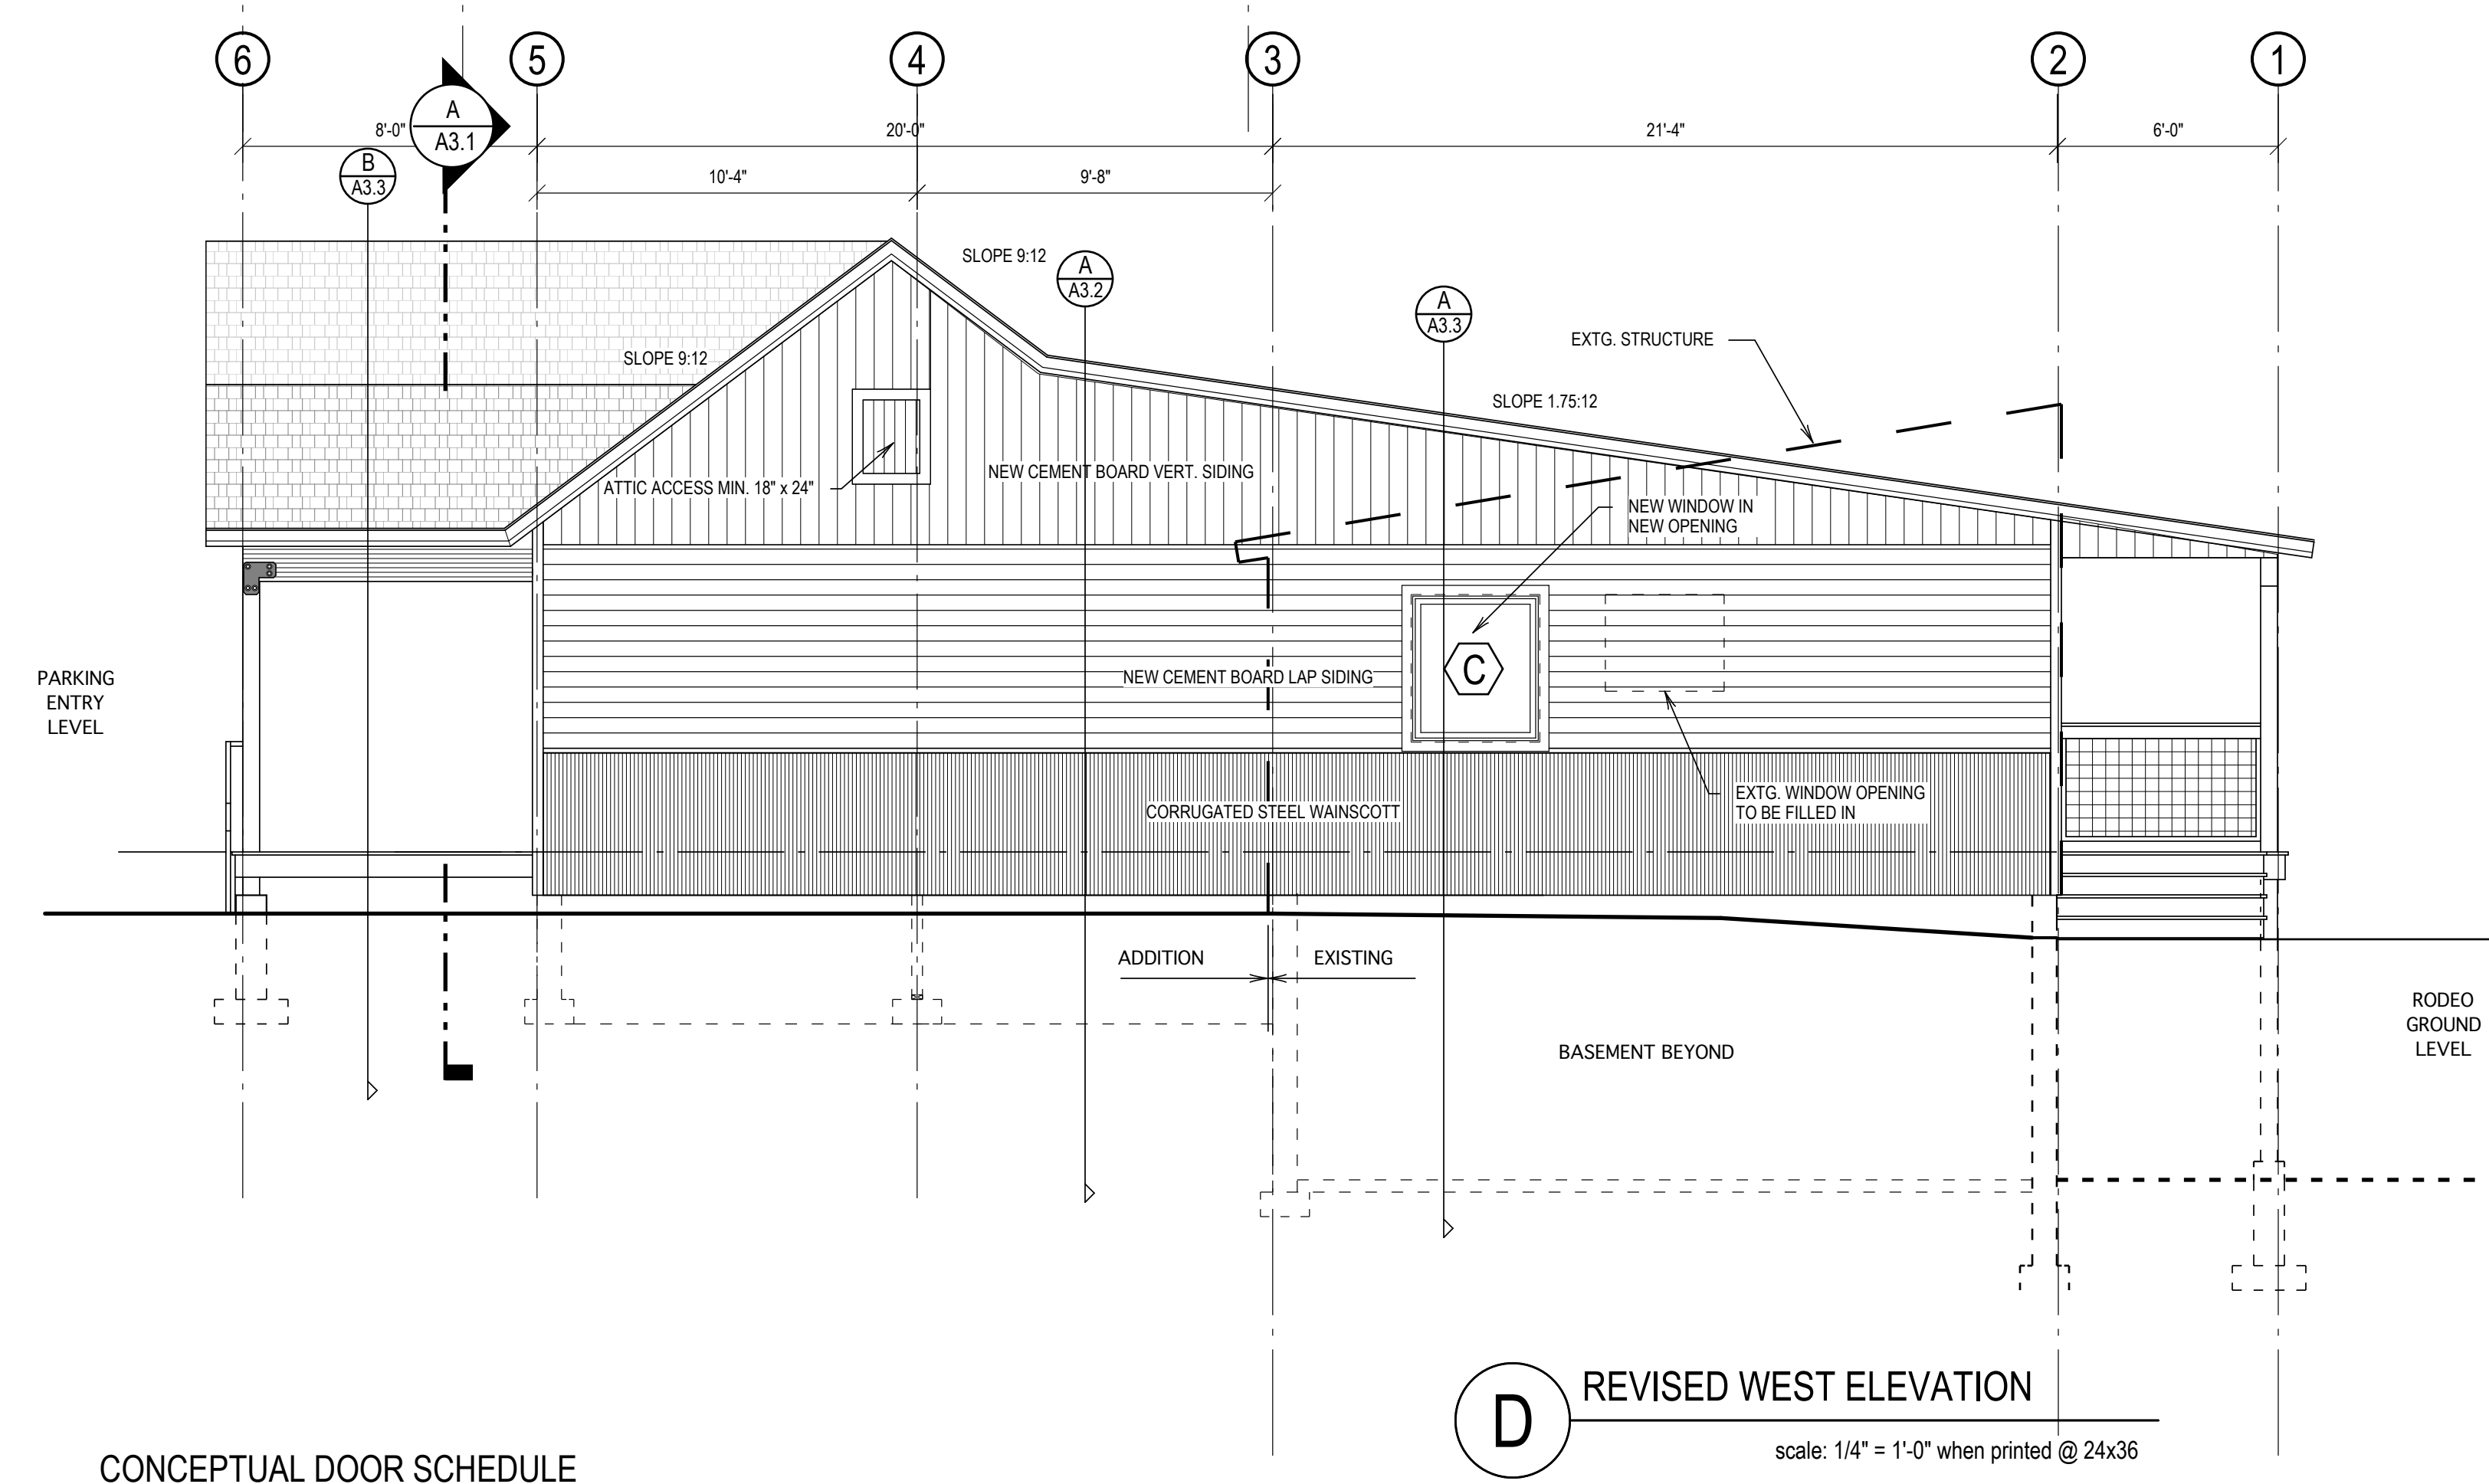 6
5
4
3
2
1
A
A3.1
8'-0"
20'-0"
21'-4"
6'-0"
B
A3.3
10'-4"
9'-8"
SLOPE 9:12
A
A3.2
A
A3.3
EXTG. STRUCTURE
SLOPE 9:12
SLOPE 1.75:12
NEW CEMENT BOARD VERT. SIDING
ATTIC ACCESS MIN. 18" x 24"
NEW WINDOW IN
NEW OPENING
C
NEW CEMENT BOARD LAP SIDING
PARKING
ENTRY
LEVEL
CORRUGATED STEEL WAINSCOTT
EXTG. WINDOW OPENING
TO BE FILLED IN
ADDITION
EXISTING
RODEO
GROUND
LEVEL
BASEMENT BEYOND
D
REVISED WEST ELEVATION
scale: 1/4" = 1'-0" when printed @ 24x36
CONCEPTUAL DOOR SCHEDULE